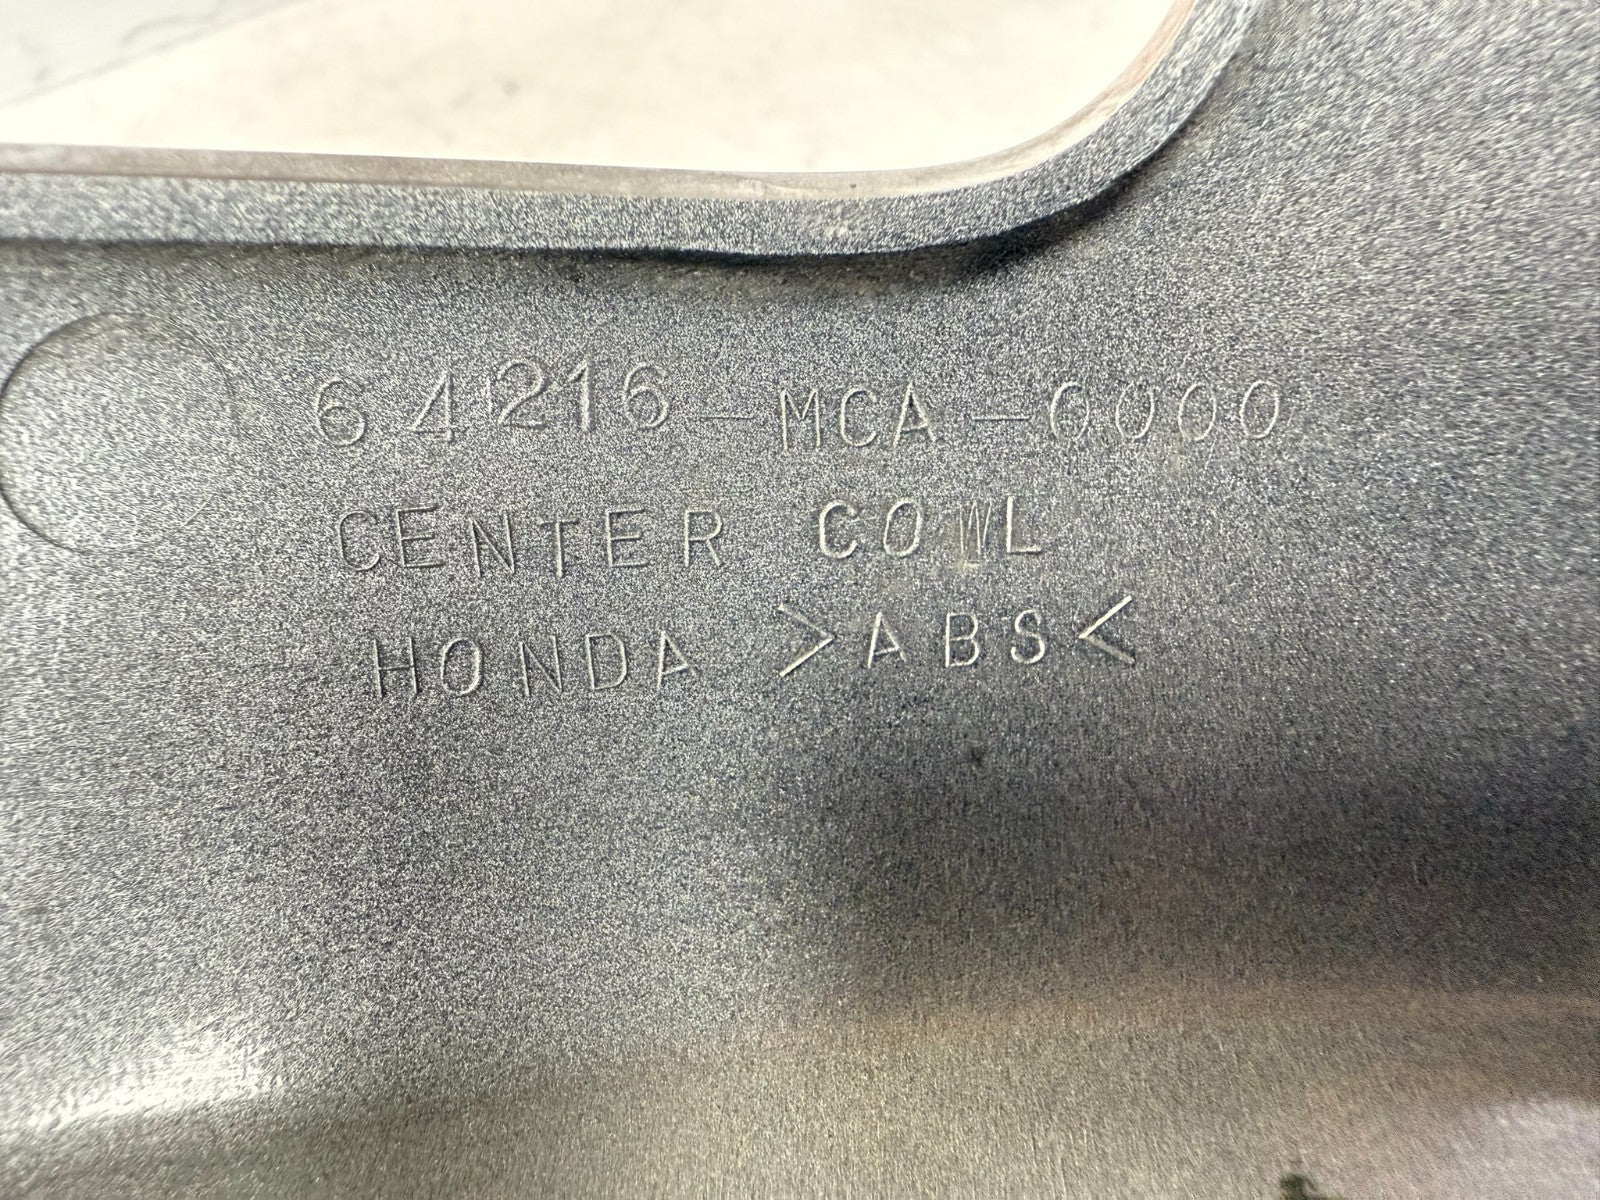 64216-MCA-0000
CENTER COWL
HONDA >ABS<